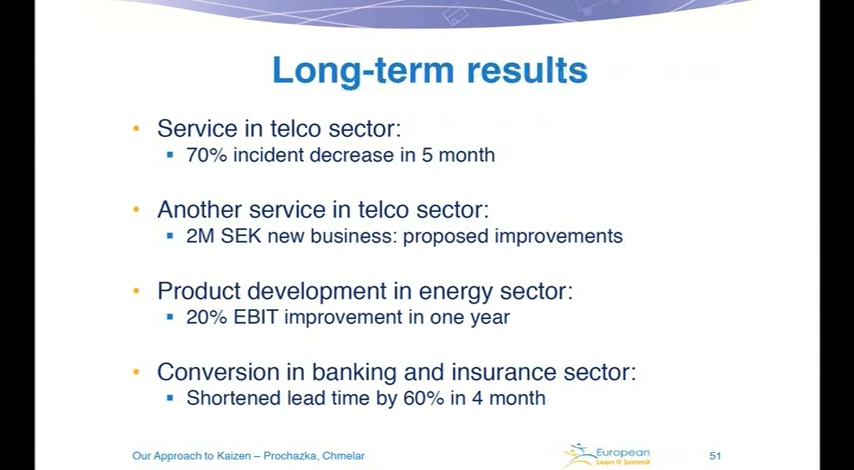 Long-term results
• Service in telco sector:
▪ 70% incident decrease in 5 month
• Another service in telco sector:
▪ 2M SEK new business: proposed improvements
• Product development in energy sector:
▪ 20% EBIT improvement in one year
• Conversion in banking and insurance sector:
▪ Shortened lead time by 60% in 4 month
Our Approach to Kaizen – Prochazka, Chmelar
European
Lean IT Summit
51